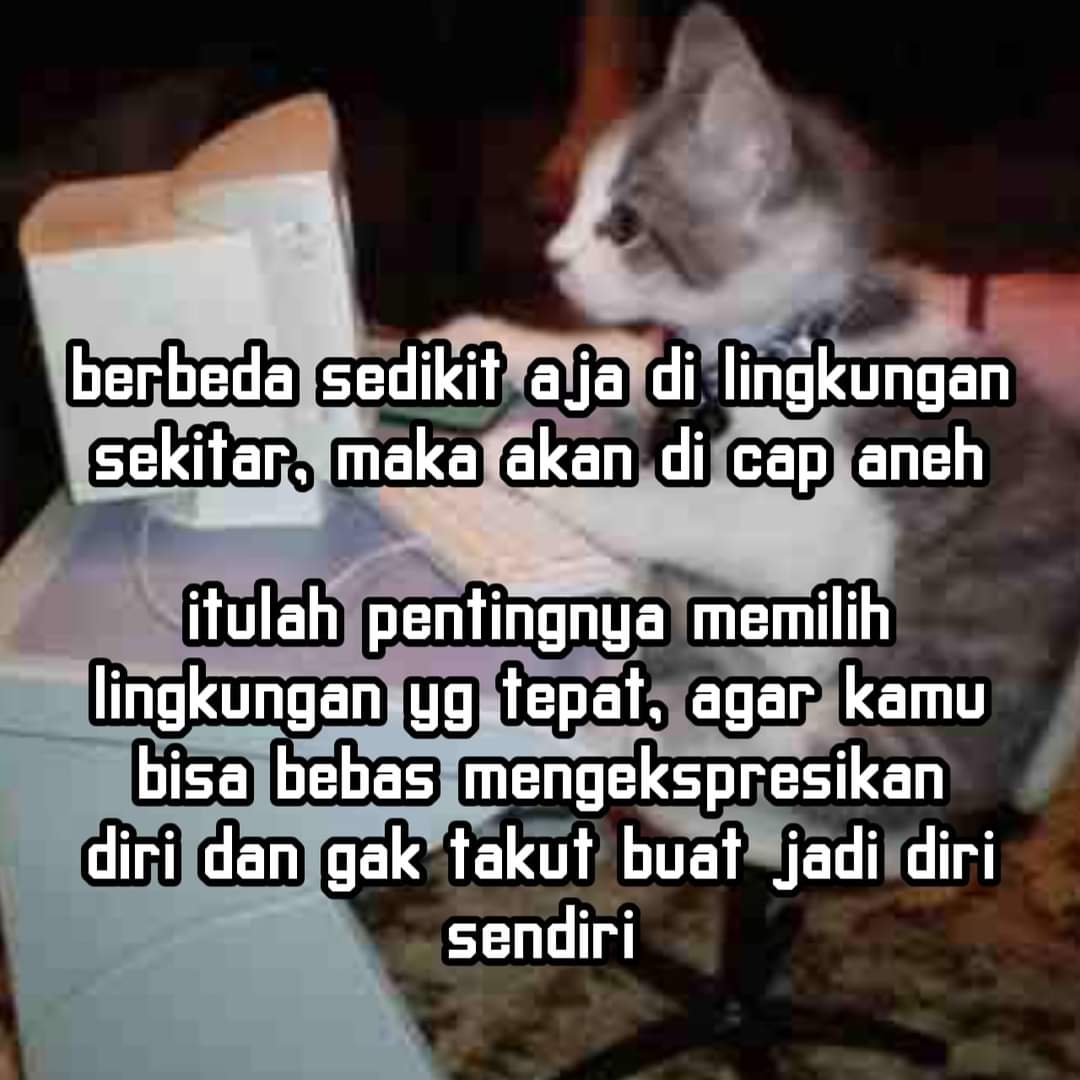 berbeda sedikit aja di lingkungan
sekitar, maka akan di cap aneh
itulah pentingnya memilih
lingkungan yg tepat, agar kamu
bisa bebas mengekspresikan
diri dan gak takut buat jadi diri
sendiri